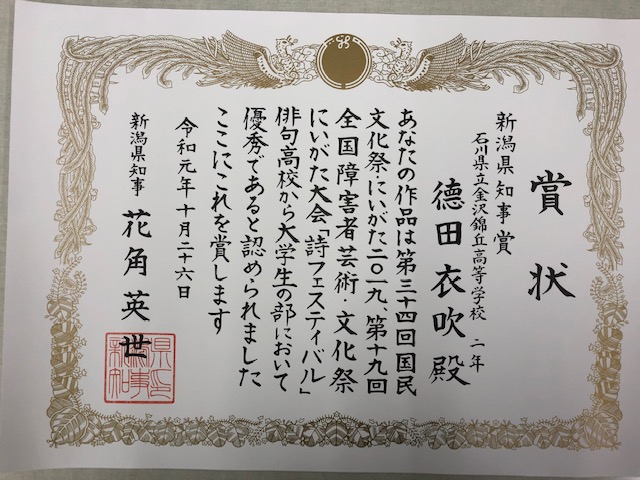 賞状
新潟県知事賞
石川県立金沢錦丘高等学校 二年
德田衣吹殿
あなたの作品は第三十四回国民
文化祭・にいがた二〇一九、第十九回
全国障害者芸術・文化祭
にいがた大会「詩フェスティバル」
俳句高校から大学生の部において
優秀であると認められました
ここにこれを賞します
令和元年十月二十六日
新潟県知事 花角英世
新潟県知事之印